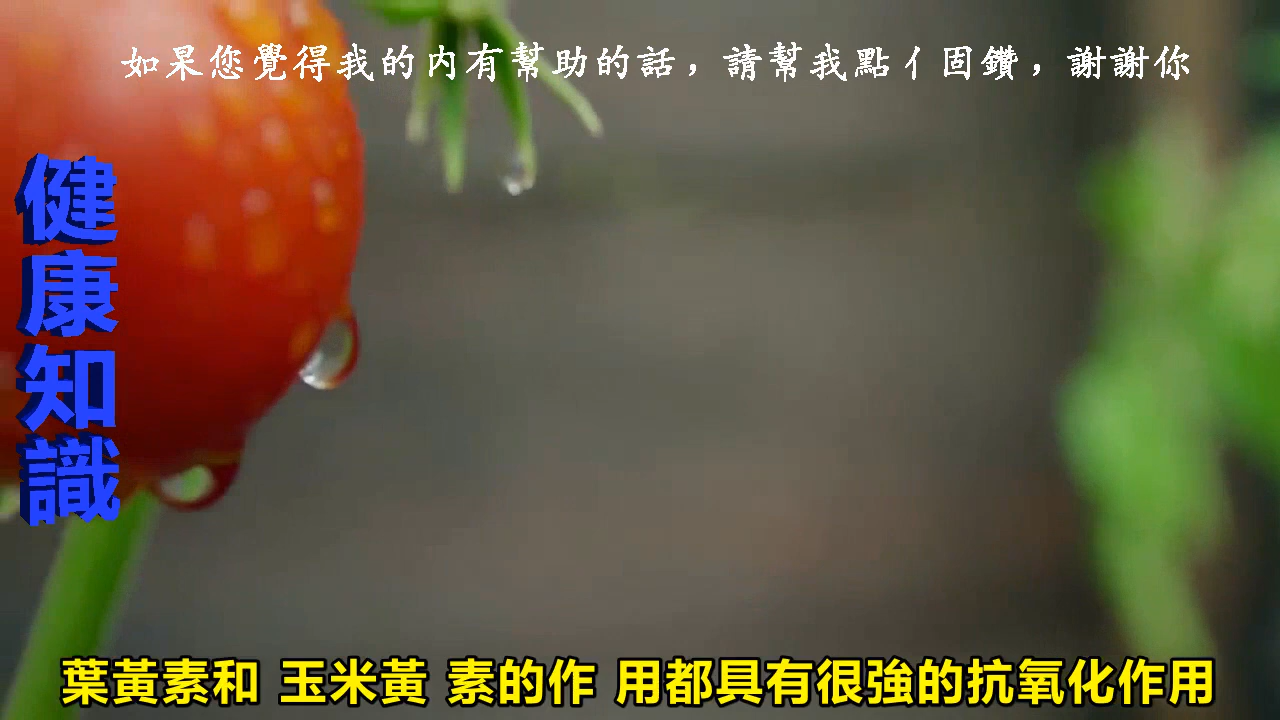 如果您覺得我的内有幫助的話，請幫我點亻固鑽，謝謝你
健康知識
葉黃素和 玉米黃 素的作 用都具有很強的抗氧化作用